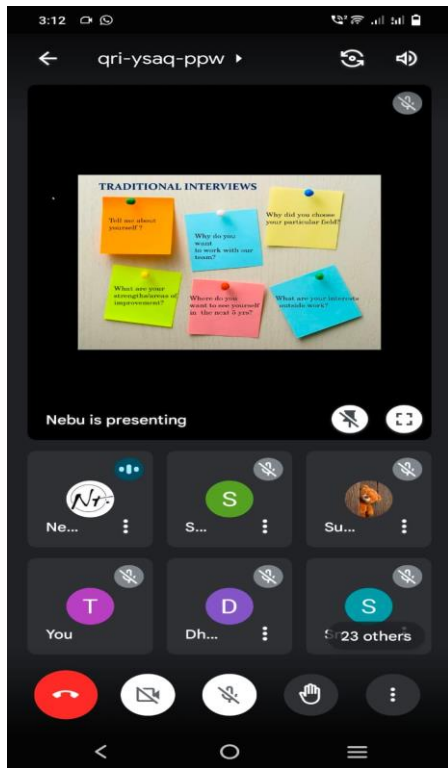 3:12
qri-ysaq-ppw
TRADITIONAL INTERVIEWS
Tell me about
yourself ?
Why do you
want
to work with our
team?
Why did you choose
your particular field?
What are your
strengths/areas of
improvement?
Where do you
want to see yourself
in the next 5 yrs?
What are your interests
outside work?
Nebu is presenting
Nt.
Ne...
S
S...
Su...
T
You
D
Dh...
S
23 others